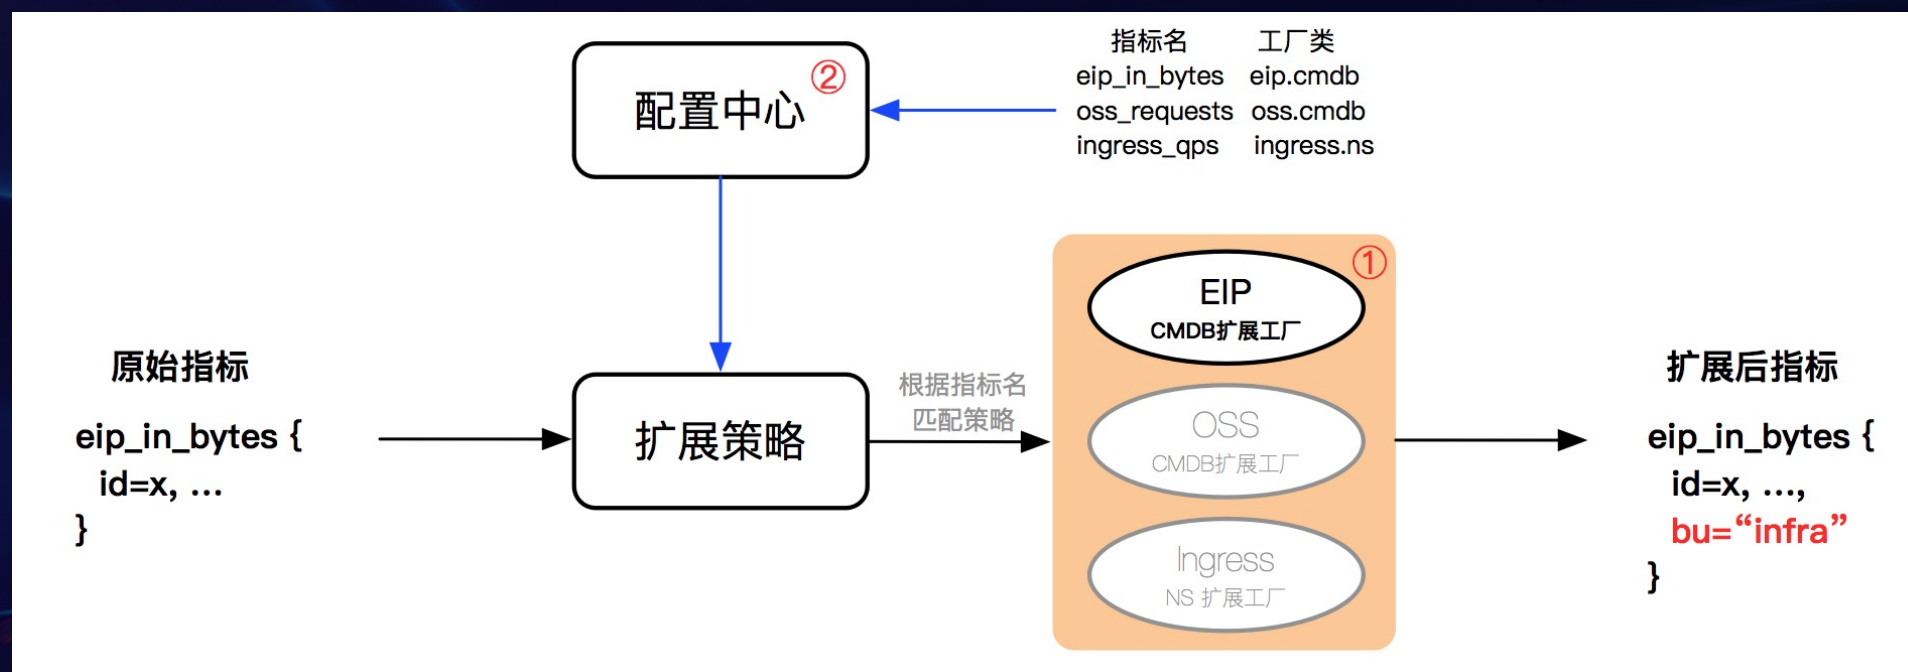 指标名 工厂类
eip_in_bytes eip.cmdb
oss_requests oss.cmdb
ingress_qps ingress.ns
配置中心
②
原始指标
eip_in_bytes {
id=x, ...
}
扩展策略
根据指标名
匹配策略
①
EIP
CMDB扩展工厂
OSS
CMDB扩展工厂
Ingress
NS 扩展工厂
扩展后指标
eip_in_bytes {
id=x, ...,
bu=“infra”
}